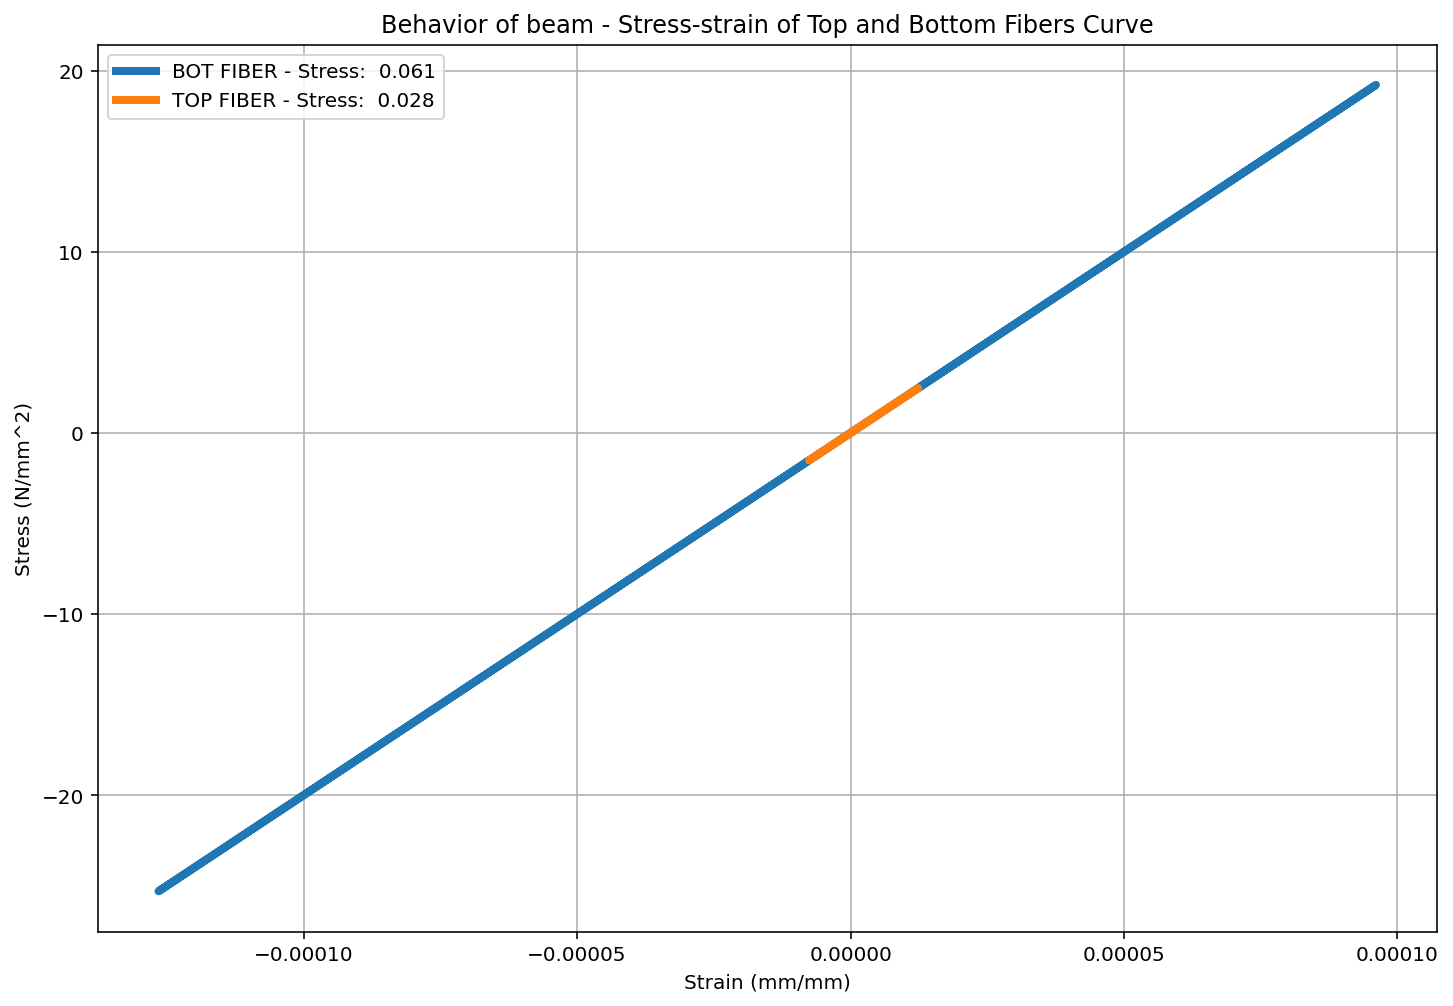 Behavior of beam - Stress-strain of Top and Bottom Fibers Curve
BOT FIBER - Stress:  0.061
TOP FIBER - Stress:  0.028
20
10
0
−10
−20
Stress (N/mm^2)
−0.00010
−0.00005
0.00000
0.00005
0.00010
Strain (mm/mm)